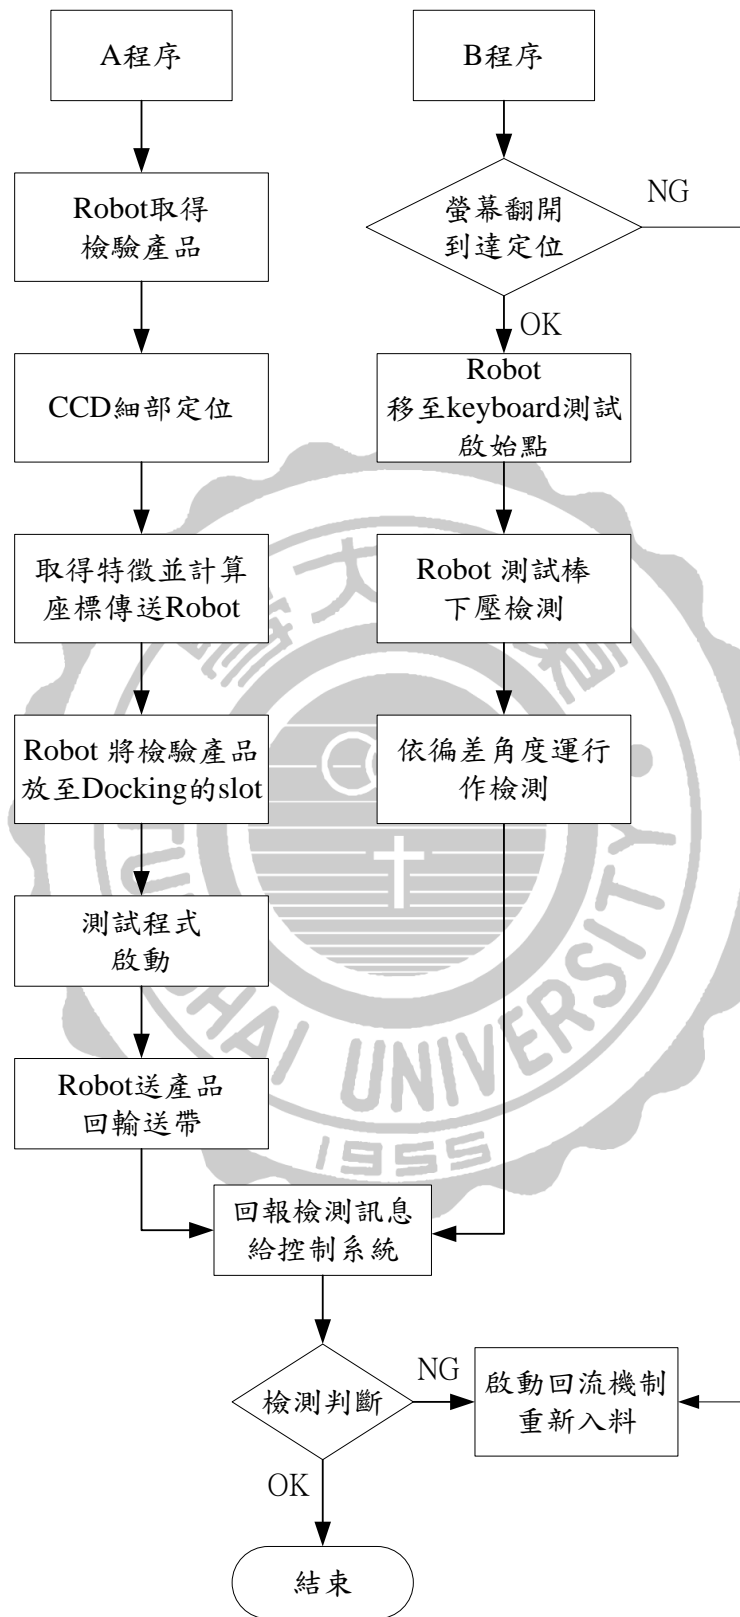 A程序
Robot取得
檢驗產品
CCD細部定位
取得特徵並計算
座標傳送Robot
Robot 將檢驗產品
放至Docking的slot
測試程式
啟動
Robot送產品
回輸送帶
B程序
螢幕翻開
到達定位
NG
OK
Robot
移至keyboard測試
啟始點
Robot 測試棒
下壓檢測
依偏差角度運行
作檢測
回報檢測訊息
給控制系統
檢測判斷
NG
啟動回流機制
重新入料
OK
結束
UNIVERSITY
1955